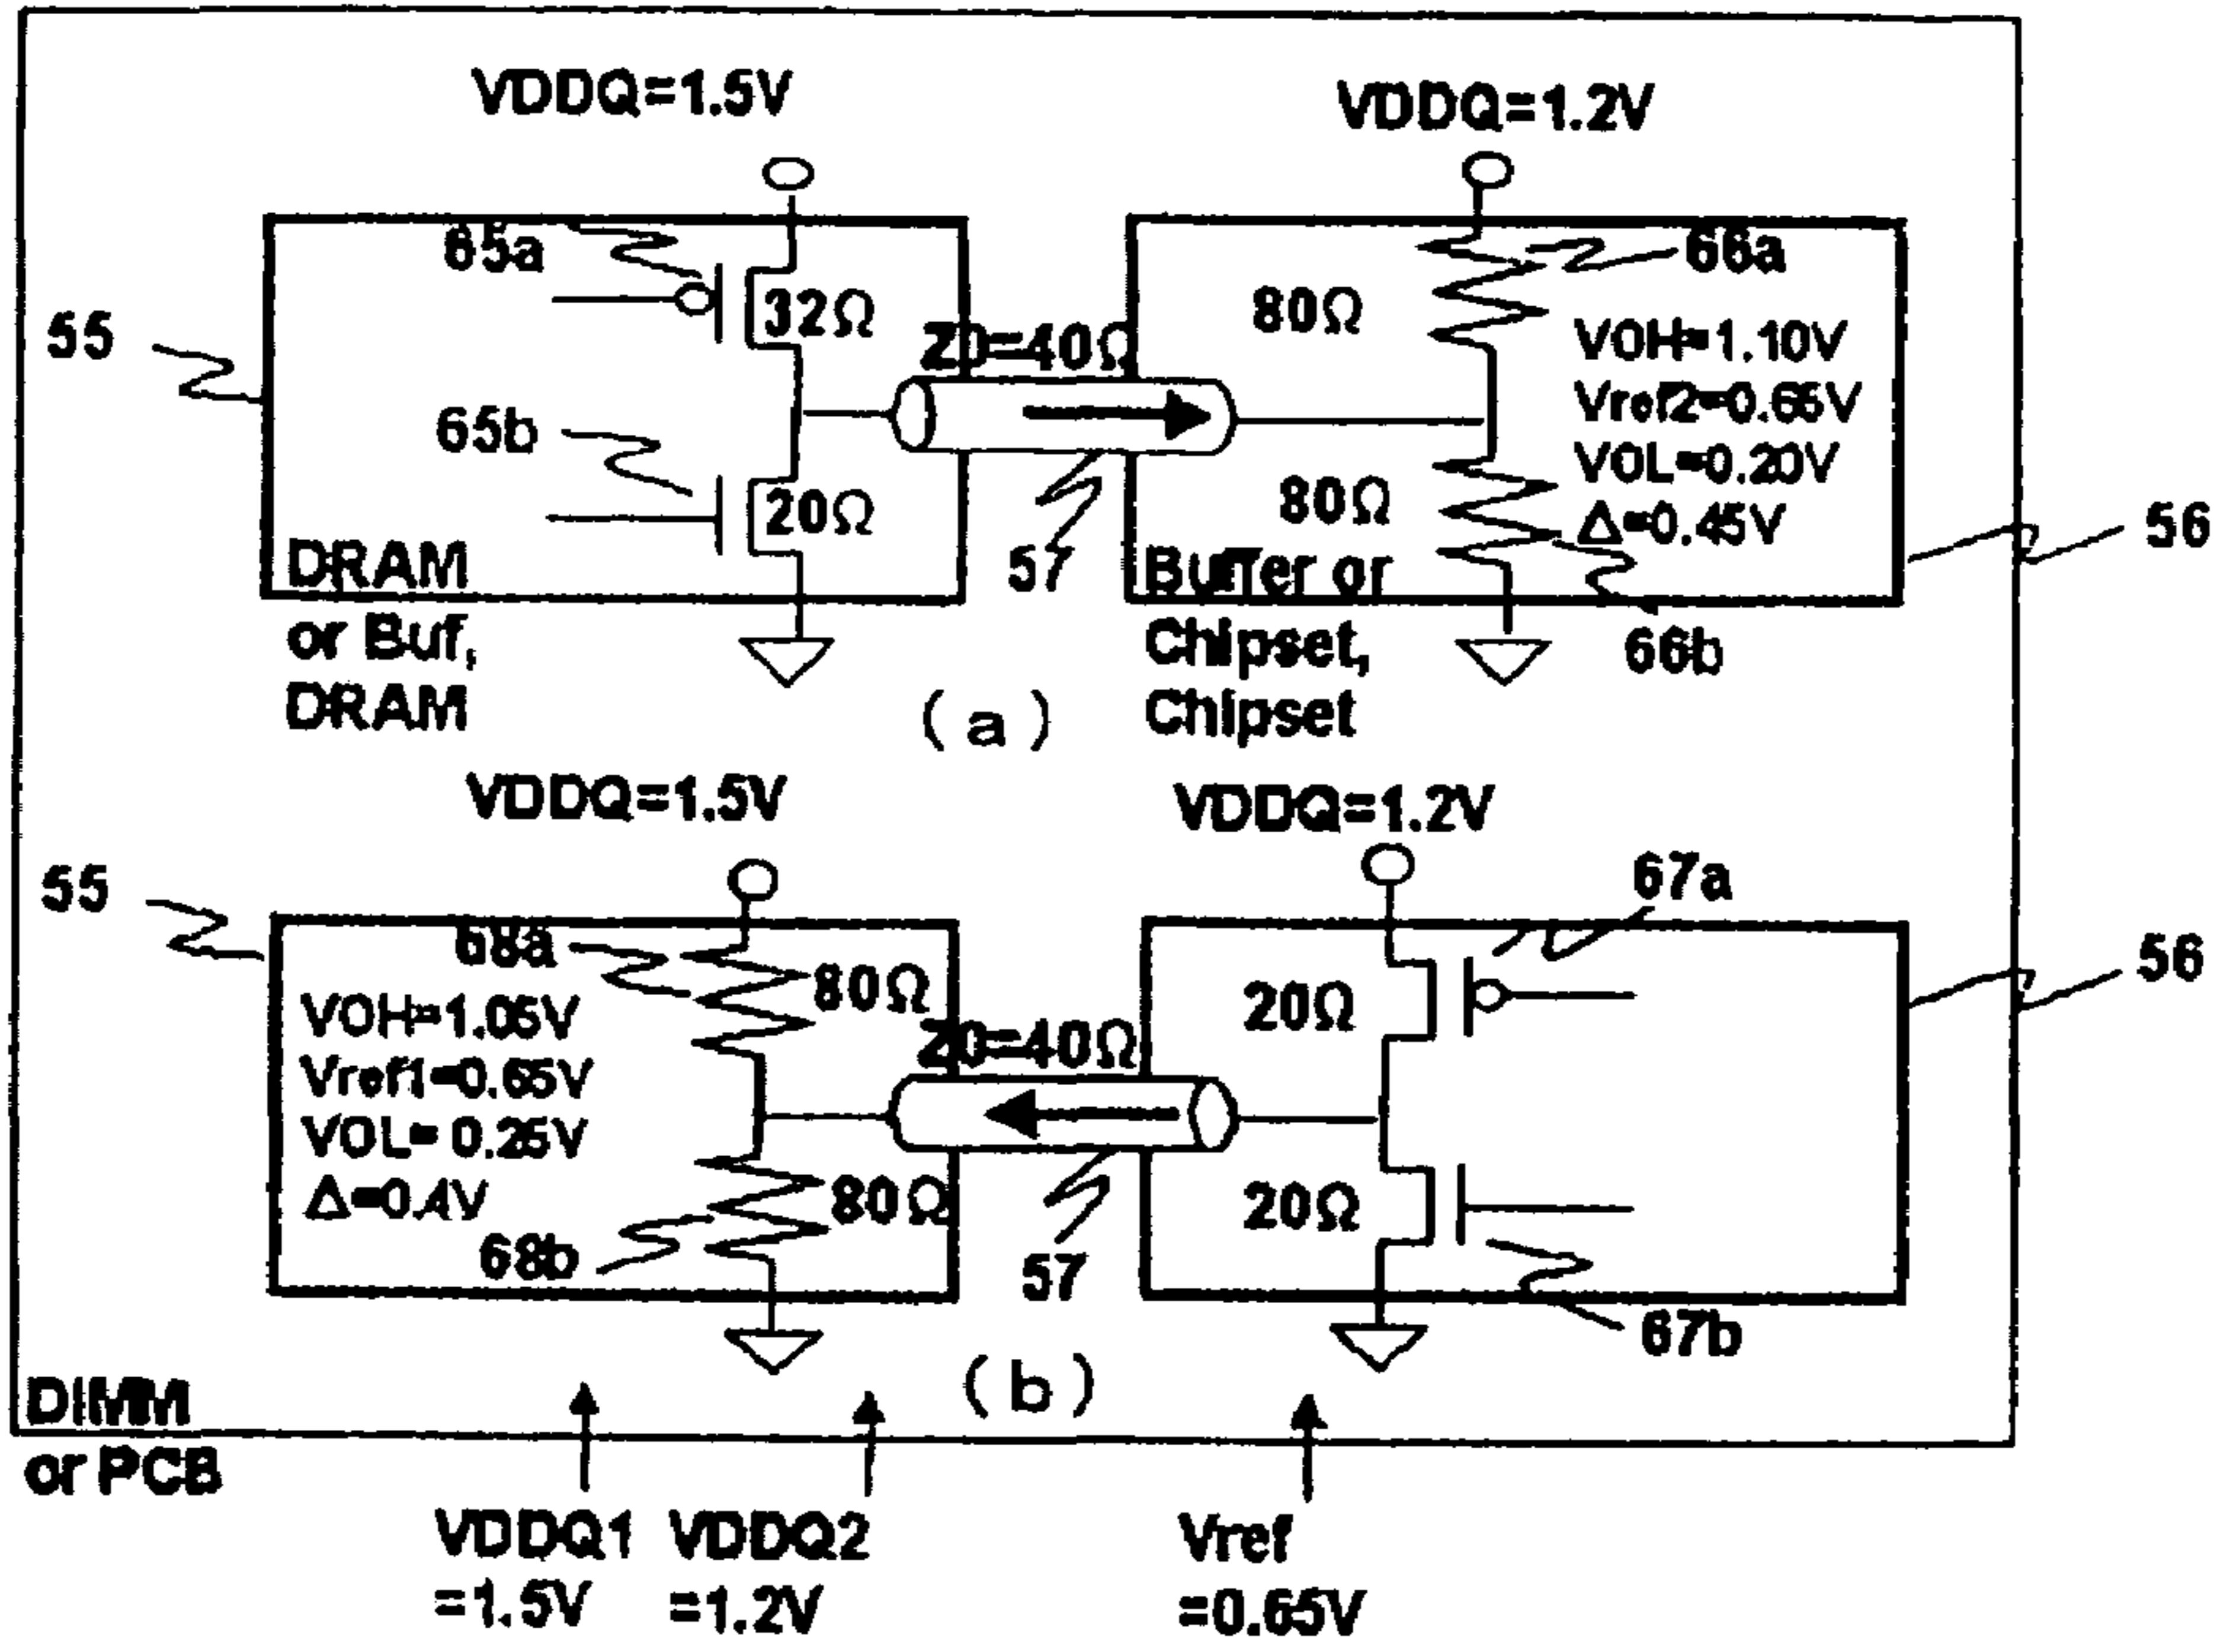 VDDQ=1.5V
VDDQ=1.2V
65a
66a
32Ω
80Ω
55
Z0=40Ω
VOH=1.10V
Vref2=0.65V
VOL=0.20V
Δ=0.45V
65b
20Ω
80Ω
57
56
DRAM
or Buf,
DRAM
Buffer or
Chipset,
Chipset
66b
(a)
VDDQ=1.5V
VDDQ=1.2V
55
67a
68a
80Ω
20Ω
56
VOH=1.05V
Vref1=0.65V
VOL=0.25V
Δ=0.4V
Z0=40Ω
80Ω
20Ω
68b
57
67b
(b)
DIMM
or PCB
VDDQ1
=1.5V
VDDQ2
=1.2V
Vref
=0.65V